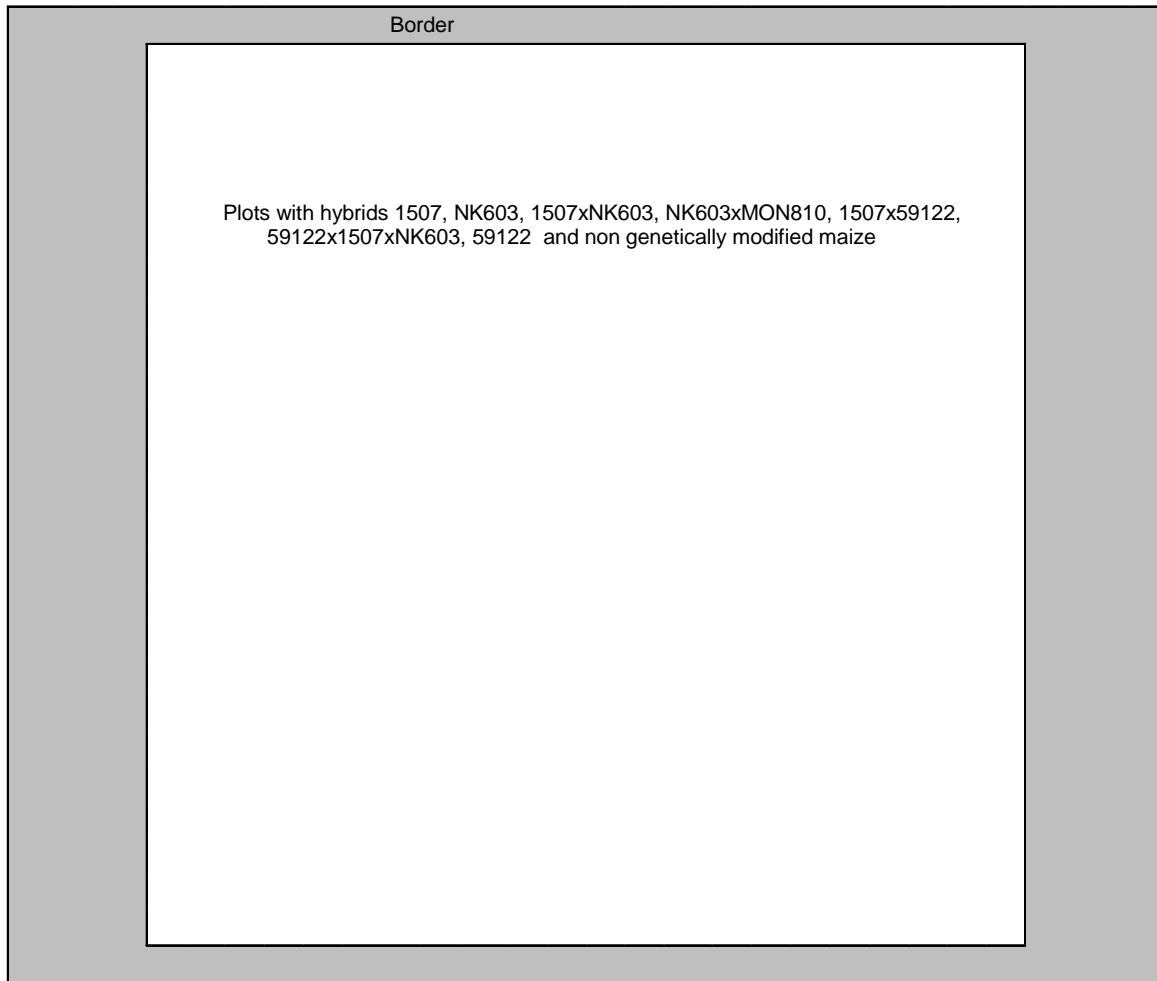 Border
Plots with hybrids 1507, NK603, 1507xNK603, NK603xMON810, 1507x59122,
59122x1507xNK603, 59122 and non genetically modified maize